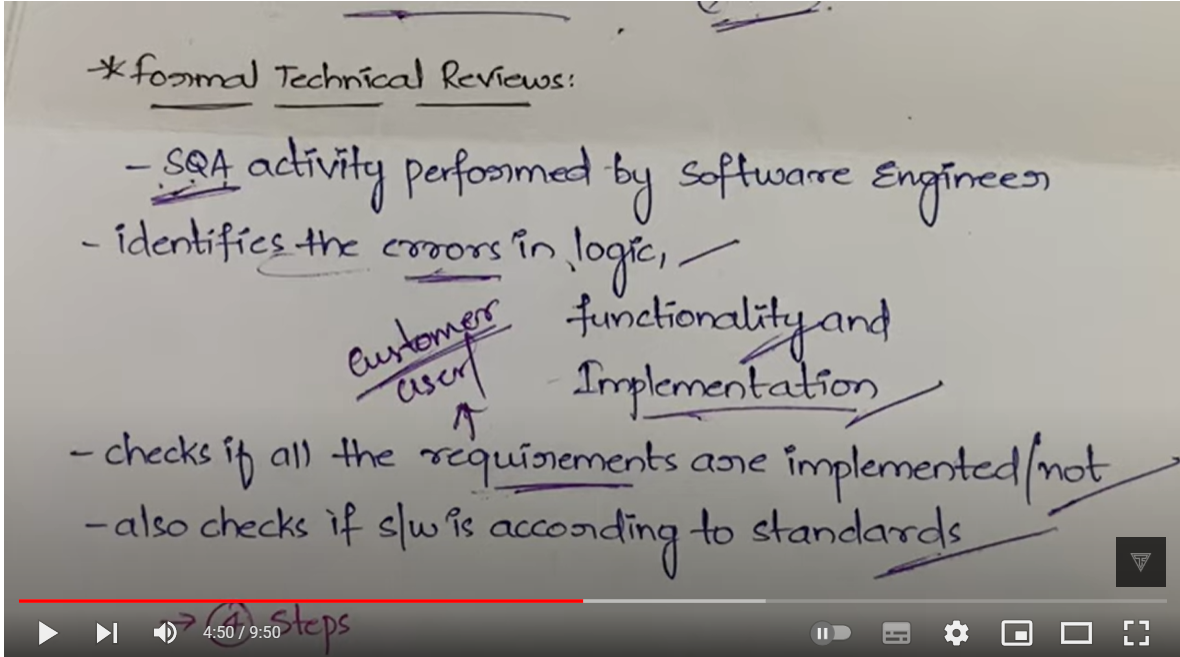 * Formal Technical Reviews:
- SQA activity performed by Software Engineer
- identifies the errors in logic,
functionality and
Implementation
customer
user
- checks if all the requirements are implemented/not
- also checks if s/w is according to standards
→ 4 Steps
4:50 / 9:50